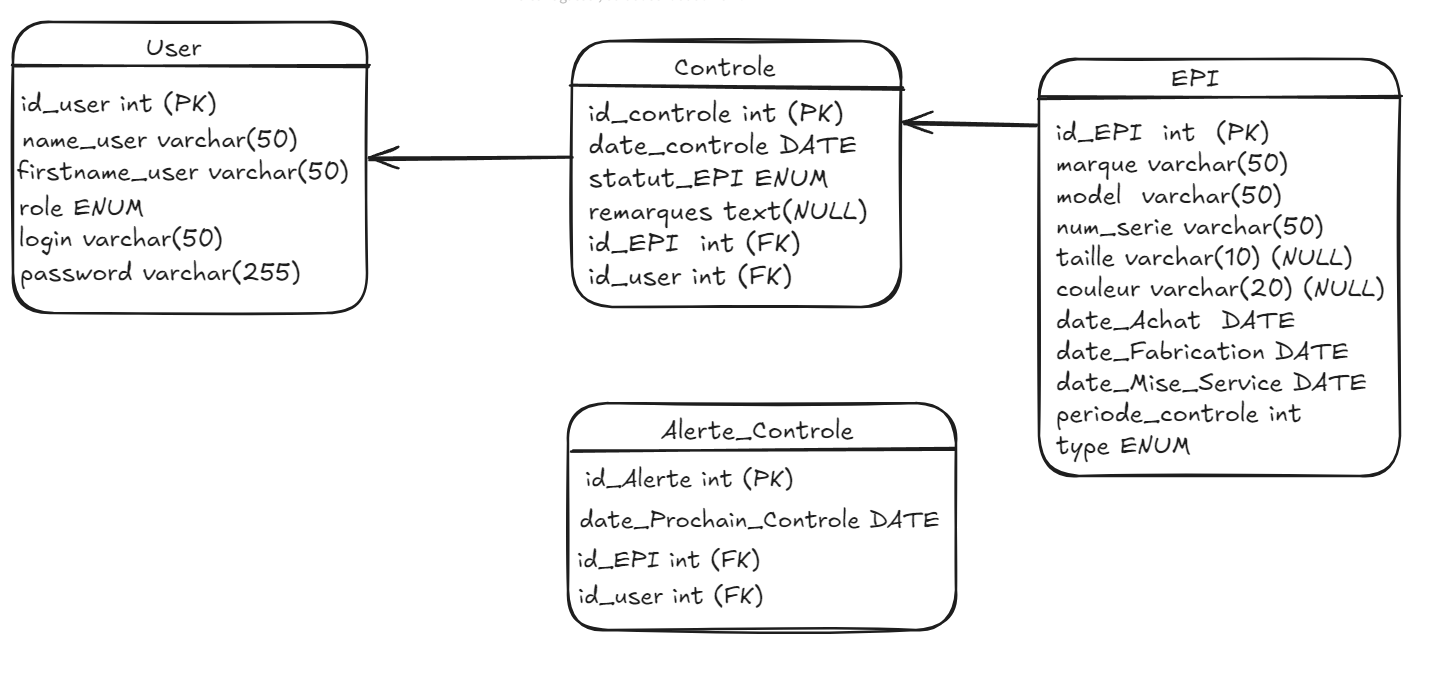 User
id_user int (PK)
name_user varchar(50)
firstname_user varchar(50)
role ENUM
login varchar(50)
password varchar(255)
Controle
id_controle int (PK)
date_controle DATE
statut_EPI ENUM
remarques text(NULL)
id_EPI int (FK)
id_user int (FK)
EPI
id_EPI int (PK)
marque varchar(50)
model varchar(50)
num_serie varchar(50)
taille varchar(10) (NULL)
couleur varchar(20) (NULL)
date_Achat DATE
date_Fabrication DATE
date_Mise_Service DATE
periode_controle int
type ENUM
Alerte_Controle
id_Alerte int (PK)
date_Prochain_Controle DATE
id_EPI int (FK)
id_user int (FK)